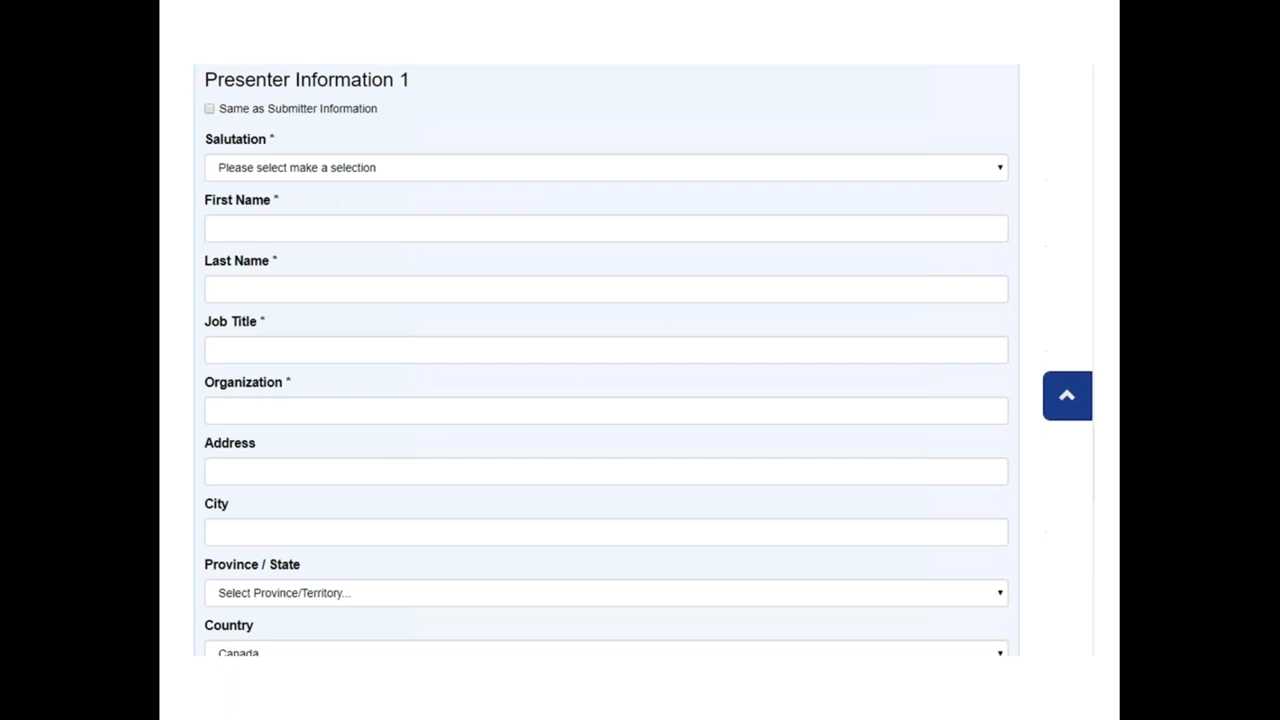 Presenter Information 1
Same as Submitter Information
Salutation *
Please select make a selection
First Name *
Last Name *
Job Title *
Organization *
Address
City
Province / State
Select Province/Territory...
Country
Canada